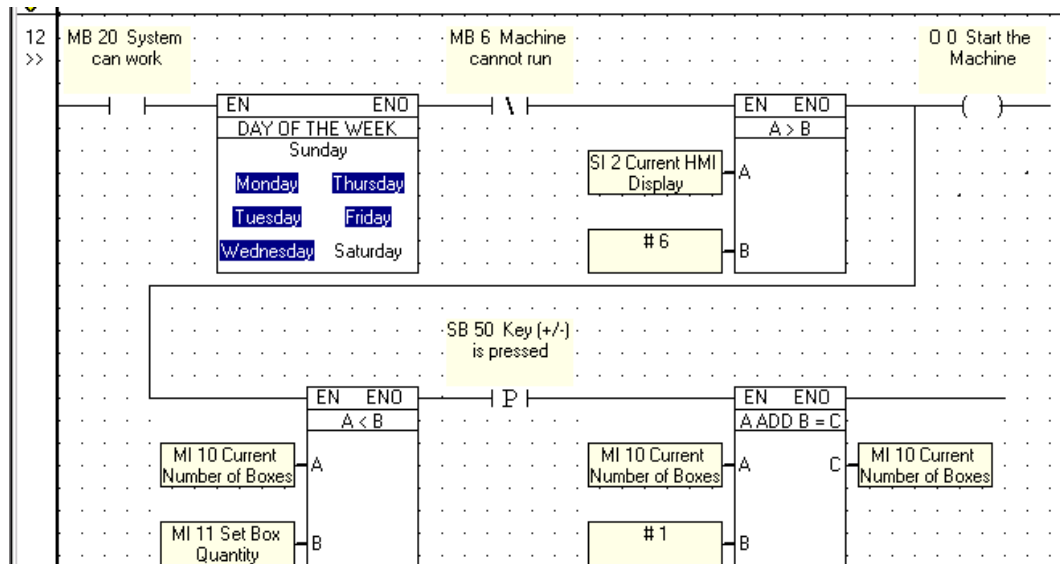 12
>>
MB 20 System
can work
MB 6 Machine
cannot run
O 0 Start the
Machine
EN ENO
DAY OF THE WEEK
Sunday
Monday Thursday
Tuesday Friday
Wednesday Saturday
EN ENO
A > B
SI 2 Current HMI
Display
A
# 6
B
SB 50 Key (+/-)
is pressed
P
EN ENO
A < B
MI 10 Current
Number of Boxes
A
MI 11 Set Box
Quantity
B
EN ENO
A ADD B = C
MI 10 Current
Number of Boxes
A
C
MI 10 Current
Number of Boxes
# 1
B